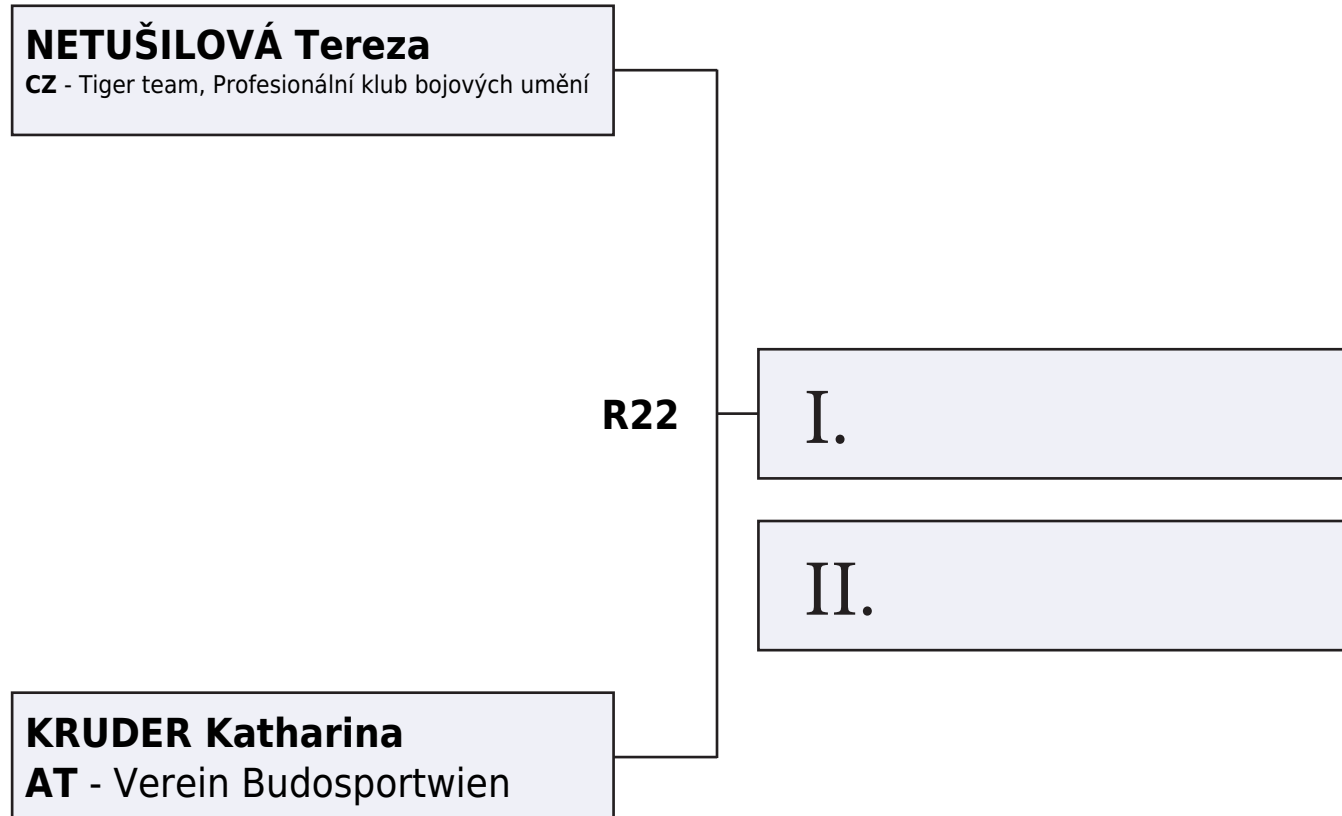 NETUŠILOVÁ Tereza
CZ - Tiger team, Profesionální klub bojových umění
R22
I.
II.
KRUDER Katharina
AT - Verein Budosportwien